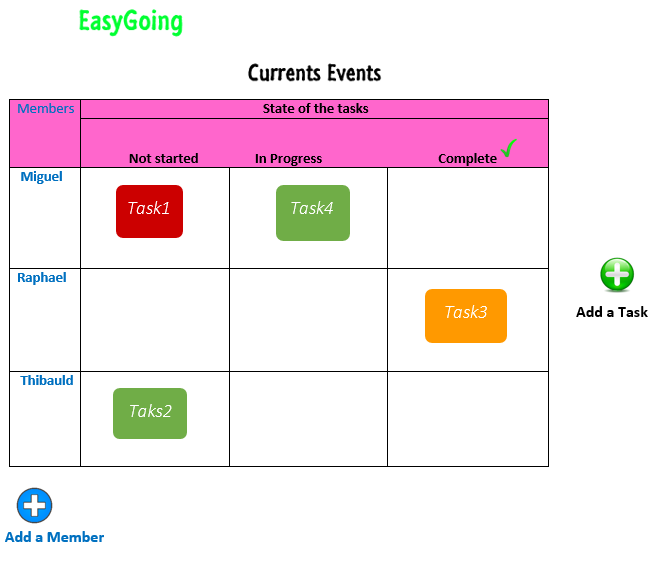 EasyGoing
Currents Events
Members State of the tasks
Not started In Progress Complete
Miguel
Task1 Task4
Raphael
Task3
Add a Task
Thibauld
Taks2
Add a Member